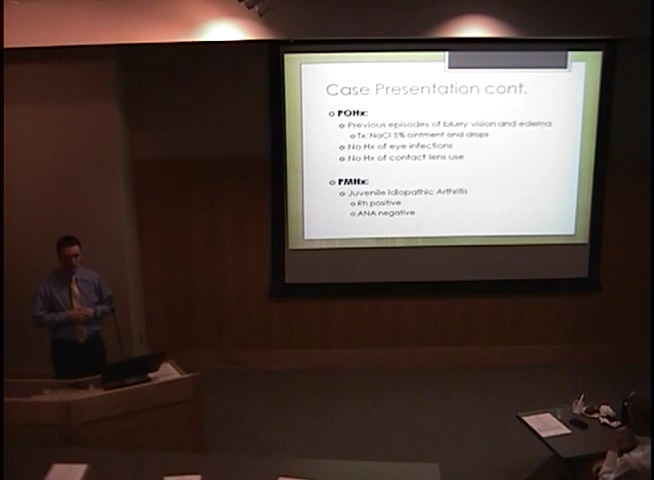 Case Presentation cont.
POHx:
Previous episodes of blurry vision and edema
Tx: NaCl 5% ointment and drops
No Hx of eye infections
No Hx of contact lens use
PMHx:
Juvenile Idiopathic Arthritis
Rh positive
ANA negative